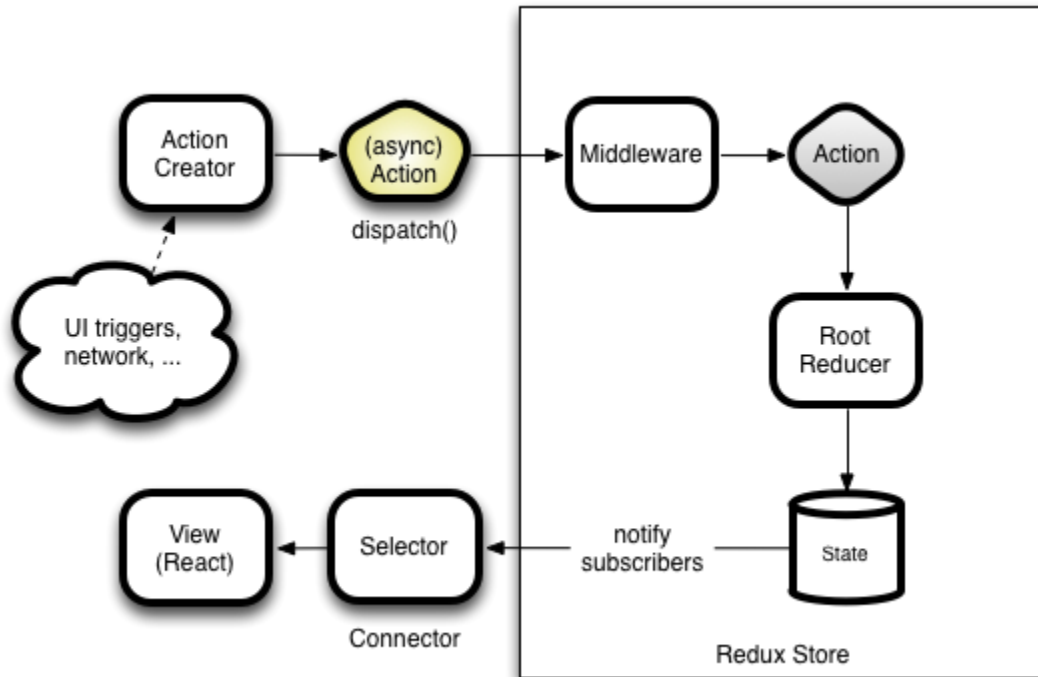 Action
Creator
(async)
Action
dispatch()
Middleware
Action
UI triggers,
network, ...
Root
Reducer
View
(React)
Selector
Connector
notify
subscribers
State
Redux Store